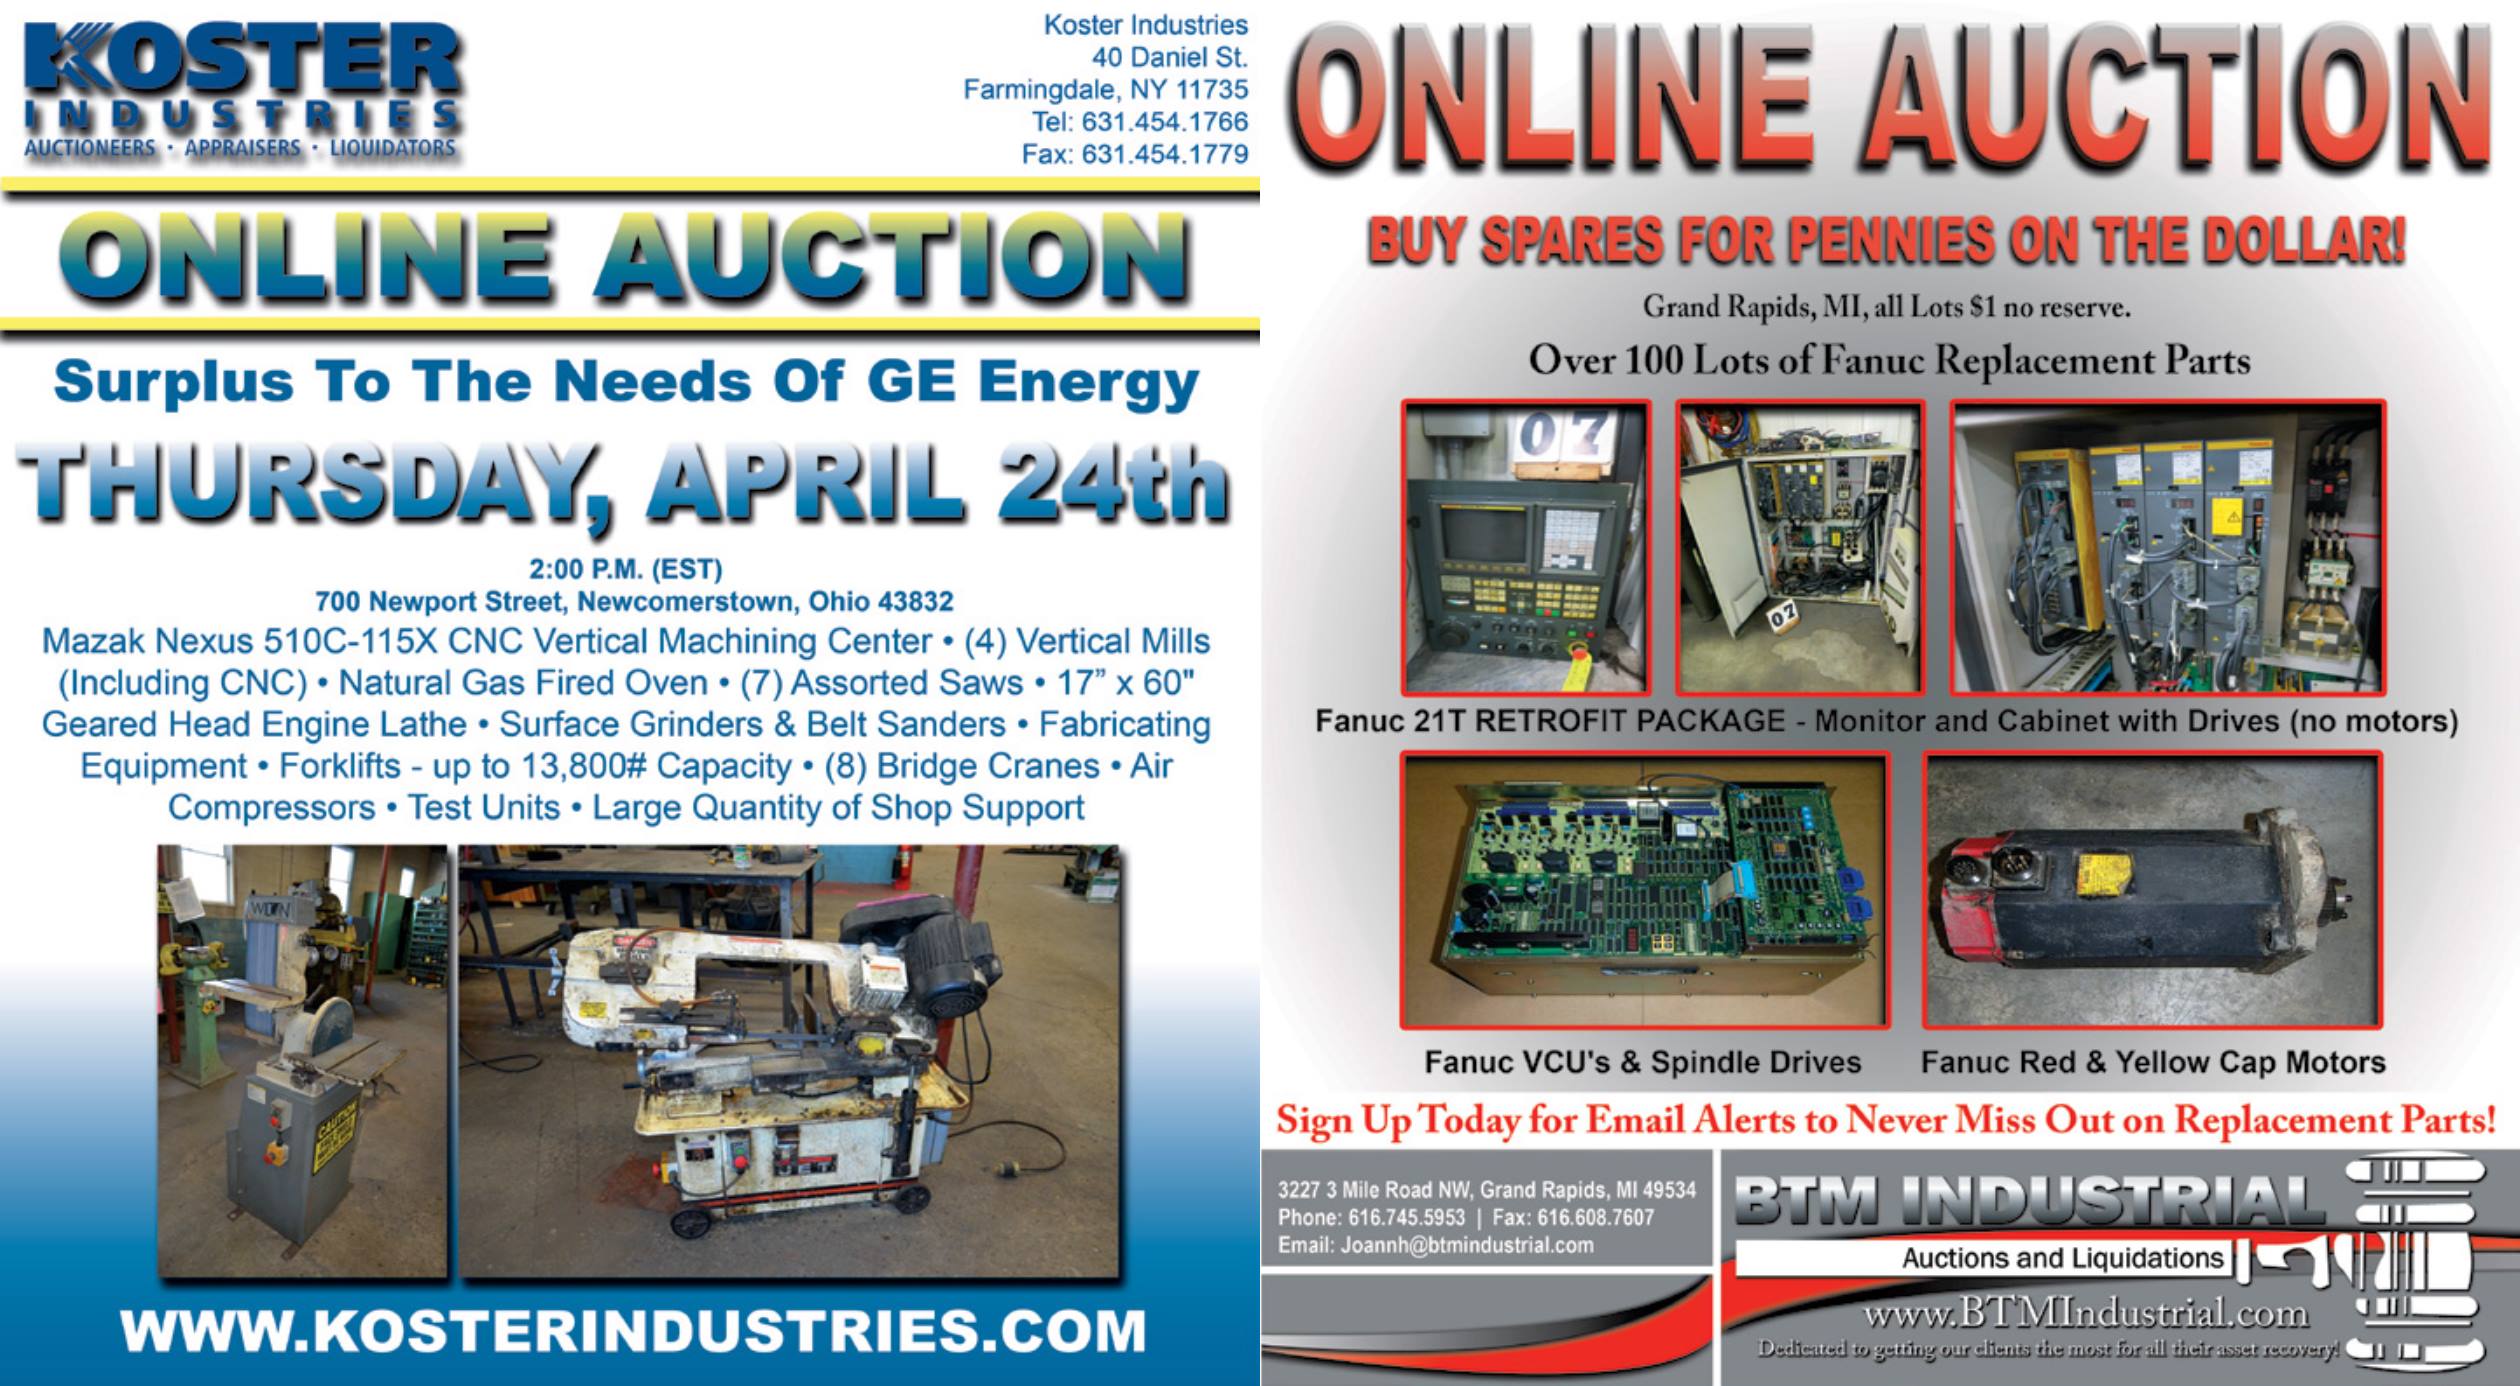 KOSTER
INDUSTRIES
AUCTIONEERS • APPRAISERS • LIQUIDATORS
Koster Industries
40 Daniel St.
Farmingdale, NY 11735
Tel: 631.454.1766
Fax: 631.454.1779
ONLINE AUCTION
Surplus To The Needs Of GE Energy
THURSDAY, APRIL 24th
2:00 P.M. (EST)
700 Newport Street, Newcomerstown, Ohio 43832
Mazak Nexus 510C-115X CNC Vertical Machining Center • (4) Vertical Mills
(Including CNC) • Natural Gas Fired Oven • (7) Assorted Saws • 17” x 60"
Geared Head Engine Lathe • Surface Grinders & Belt Sanders • Fabricating
Equipment • Forklifts - up to 13,800# Capacity • (8) Bridge Cranes • Air
Compressors • Test Units • Large Quantity of Shop Support
CAUTION
JET
WWW.KOSTERINDUSTRIES.COM
ONLINE AUCTION
BUY SPARES FOR PENNIES ON THE DOLLAR!
Grand Rapids, MI, all Lots $1 no reserve.
Over 100 Lots of Fanuc Replacement Parts
07
07
Fanuc 21T RETROFIT PACKAGE - Monitor and Cabinet with Drives (no motors)
Fanuc VCU's & Spindle Drives
Fanuc Red & Yellow Cap Motors
Sign Up Today for Email Alerts to Never Miss Out on Replacement Parts!
3227 3 Mile Road NW, Grand Rapids, MI 49534
Phone: 616.745.5953 | Fax: 616.608.7607
Email: Joannh@btmindustrial.com
BTM INDUSTRIAL
Auctions and Liquidations
www.BTMIndustrial.com
Dedicated to getting our clients the most for all their asset recovery!